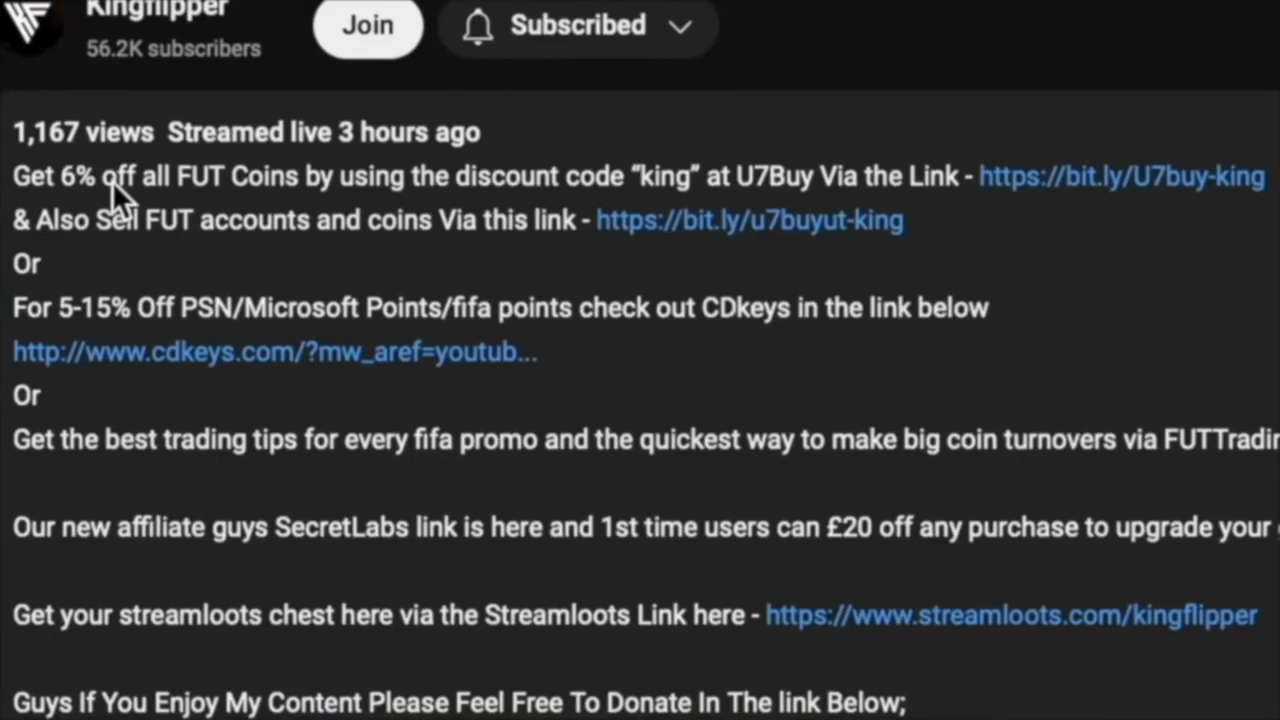 Kingflipper
56.2K subscribers
Join
Subscribed
1,167 views Streamed live 3 hours ago
Get 6% off all FUT Coins by using the discount code “king” at U7Buy Via the Link - https://bit.ly/U7buy-king
& Also Sell FUT accounts and coins Via this link - https://bit.ly/u7buyut-king
Or
For 5-15% Off PSN/Microsoft Points/fifa points check out CDkeys in the link below
http://www.cdkeys.com/?mw_aref=youtub...
Or
Get the best trading tips for every fifa promo and the quickest way to make big coin turnovers via FUTTradin
Our new affiliate guys SecretLabs link is here and 1st time users can £20 off any purchase to upgrade your
Get your streamloots chest here via the Streamloots Link here - https://www.streamloots.com/kingflipper
Guys If You Enjoy My Content Please Feel Free To Donate In The link Below;